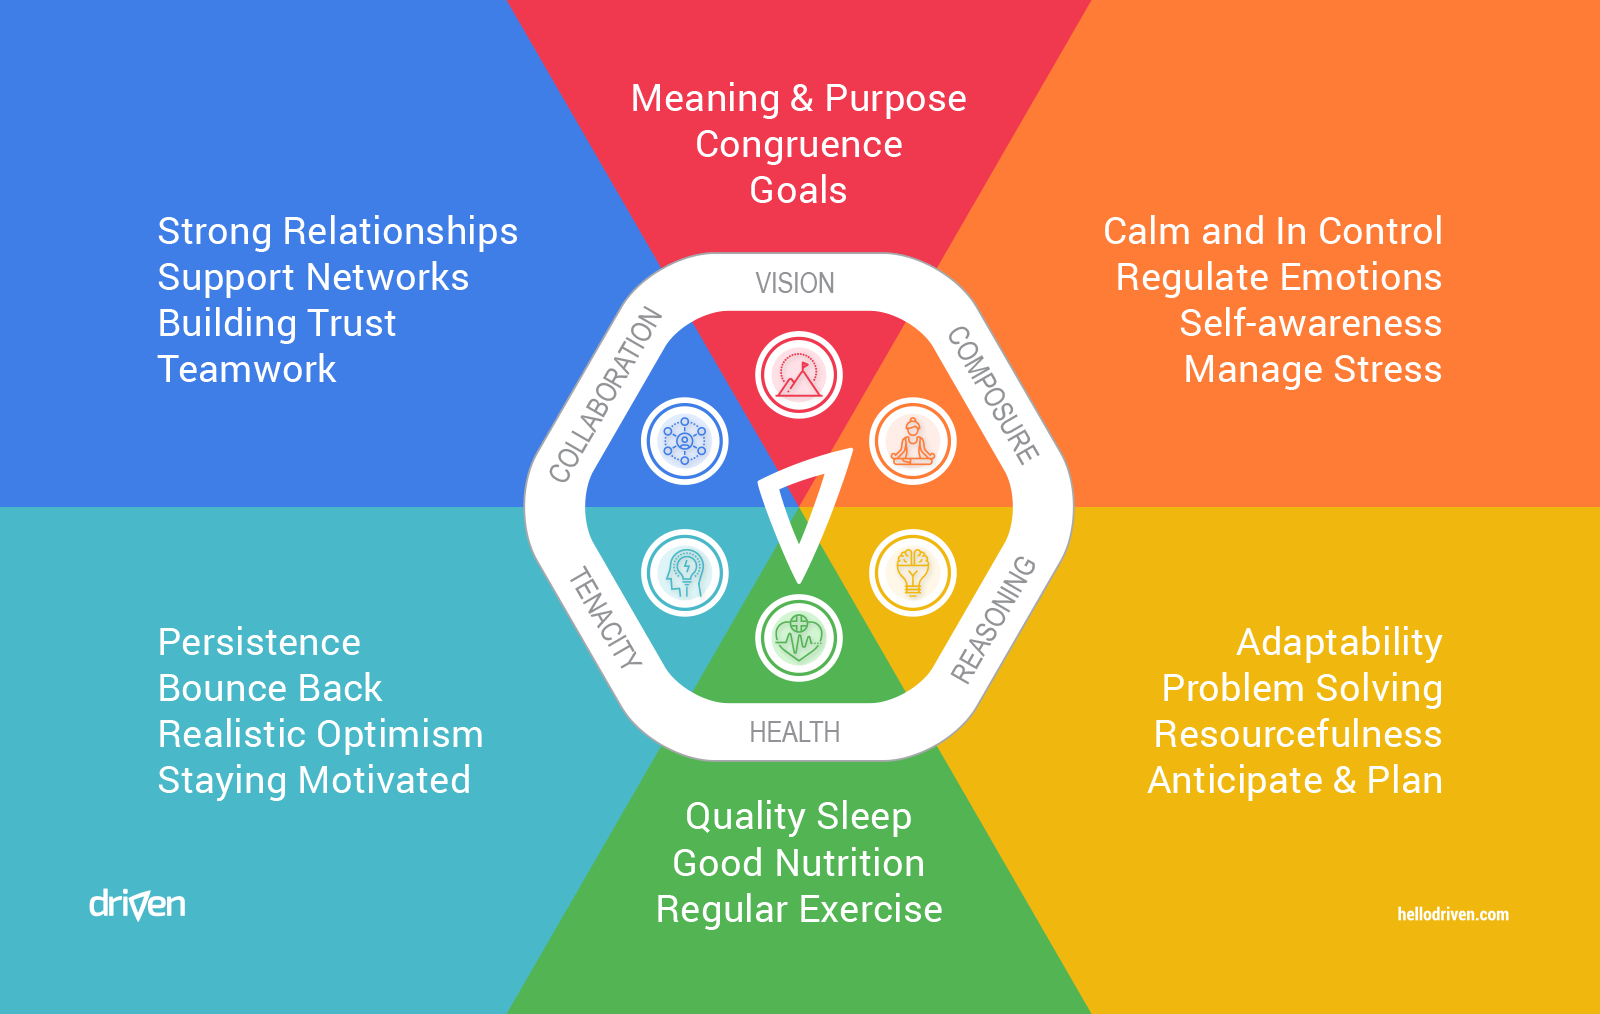 Meaning & Purpose
Congruence
Goals
Strong Relationships
Support Networks
Building Trust
Teamwork
Calm and In Control
Regulate Emotions
Self-awareness
Manage Stress
VISION
COLLABORATION
COMPOSURE
TENACITY
REASONING
HEALTH
Persistence
Bounce Back
Realistic Optimism
Staying Motivated
Adaptability
Problem Solving
Resourcefulness
Anticipate & Plan
Quality Sleep
Good Nutrition
Regular Exercise
driven
hellodriven.com